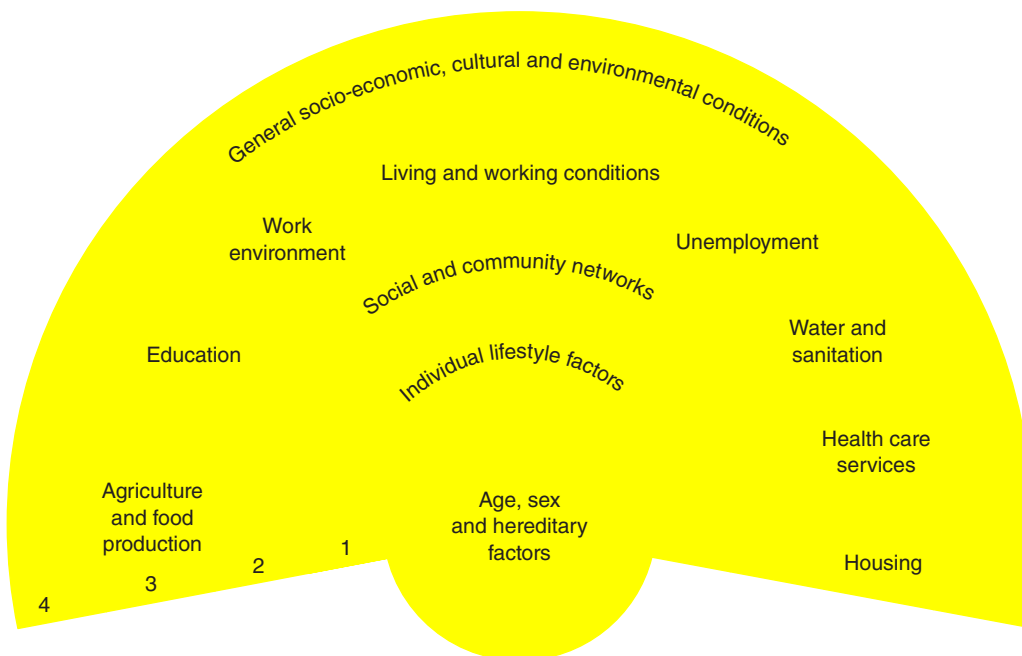 General socio-economic, cultural and environmental conditions
Living and working conditions
Work
environment
Unemployment
Social and community networks
Water and
sanitation
Education
Individual lifestyle factors
Health care
services
Agriculture
and food
production
Age, sex
and hereditary
factors
Housing
1
2
3
4